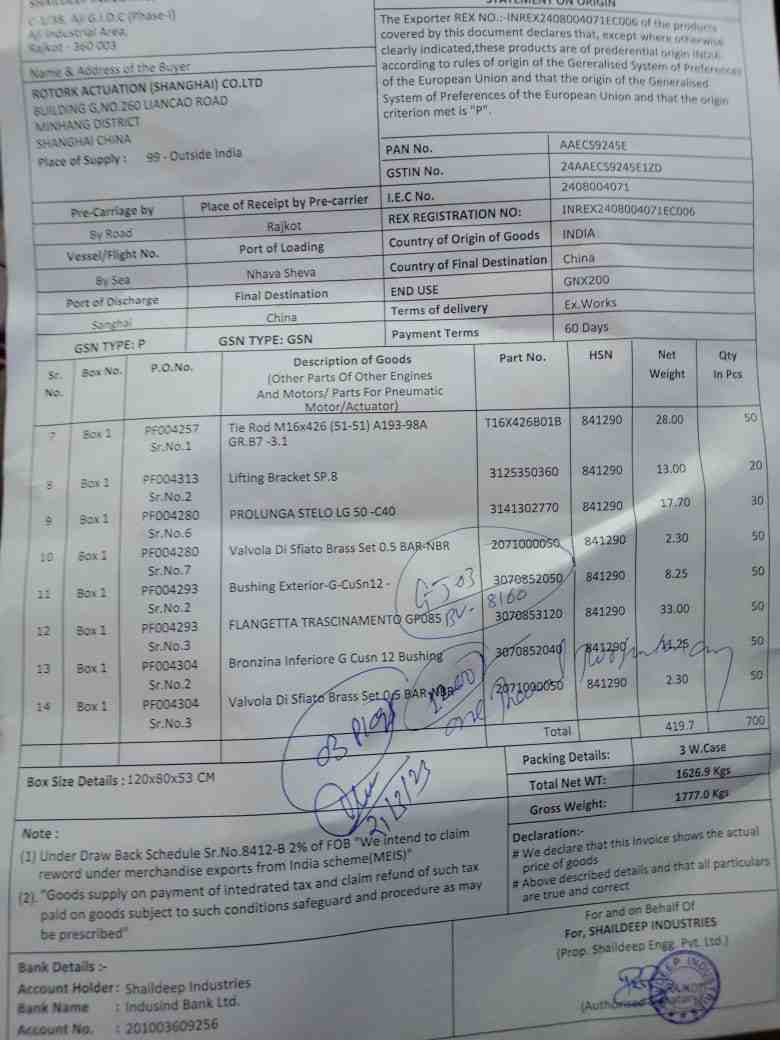 SHAILDEEP INDUSTRIES
C-1/38, Aji G.I.D.C (Phase-I)
Aji Industrial Area,
Rajkot - 360 003
Name & Address of the Buyer
ROTORK ACTUATION (SHANGHAI) CO.LTD
BUILDING G,NO.260 LIANCAO ROAD
MINHANG DISTRICT
SHANGHAI CHINA
Place of Supply : 99 - Outside India
STATEMENT ON ORIGIN
The Exporter REX NO.:-INREX2408004071EC006 of the products
covered by this document declares that, except where otherwise
clearly indicated,these products are of prederential origin INDIA
according to rules of origin of the Gereralised System of Preferences
of the European Union and that the origin of the Generalised
System of Preferences of the European Union and that the origin
criterion met is "P".
PAN No. AAECS9245E
GSTIN No. 24AAECS9245E1ZD
I.E.C No. 2408004071
REX REGISTRATION NO: INREX2408004071EC006
Pre-Carriage by Place of Receipt by Pre-carrier
By Road Rajkot
Country of Origin of Goods INDIA
Vessel/Flight No. Port of Loading
Country of Final Destination China
By Sea Nhava Sheva
END USE GNX200
Port of Discharge Final Destination
Terms of delivery Ex.Works
Sanghai China
Payment Terms 60 Days
GSN TYPE: P GSN TYPE: GSN
Sr. No. Box No. P.O.No. Description of Goods Part No. HSN Net Weight Qty In Pcs
(Other Parts Of Other Engines
And Motors/ Parts For Pneumatic
Motor/Actuator)
7 Box 1 PF004257 Tie Rod M16x426 (51-51) A193-98A T16X426B01B 841290 28.00 50
Sr.No.1 GR.B7 -3.1
8 Box 1 PF004313 Lifting Bracket SP.8 3125350360 841290 13.00 20
Sr.No.2
9 Box 1 PF004280 PROLUNGA STELO LG 50 -C40 3141302770 841290 17.70 30
Sr.No.6
10 Box 1 PF004280 Valvola Di Sfiato Brass Set 0.5 BAR-NBR 2071000050 841290 2.30 50
Sr.No.7
11 Box 1 PF004293 Bushing Exterior-G-CuSn12 - 3070852050 841290 8.25 50
Sr.No.2
12 Box 1 PF004293 FLANGETTA TRASCINAMENTO GP085 3070853120 841290 33.00 50
Sr.No.3
13 Box 1 PF004304 Bronzina Inferiore G Cusn 12 Bushing 3070852040 841290 11.25 50
Sr.No.2
14 Box 1 PF004304 Valvola Di Sfiato Brass Set 0.5 BAR NBR 2071000050 841290 2.30 50
Sr.No.3
Total 419.7 700
GJ03
BV- 8160
03 Pkgs
21/3/23
Box Size Details : 120x80x53 CM
Packing Details: 3 W.Case
Total Net WT: 1626.9 Kgs
Gross Weight: 1777.0 Kgs
Note :
(1) Under Draw Back Schedule Sr.No.8412-B 2% of FOB "We intend to claim
reword under merchandise exports from India scheme(MEIS)"
(2). "Goods supply on payment of intedrated tax and claim refund of such tax
paid on goods subject to such conditions safeguard and procedure as may
be prescribed"
Declaration:-
# We declare that this Invoice shows the actual
price of goods
# Above described details and that all particulars
are true and correct
For and on Behalf Of
For, SHAILDEEP INDUSTRIES
(Prop. Shaildeep Engg. Pvt. Ltd.)
(Authorised
Bank Details :-
Account Holder : Shaildeep Industries
Bank Name : Indusind Bank Ltd.
Account No. : 201003609256